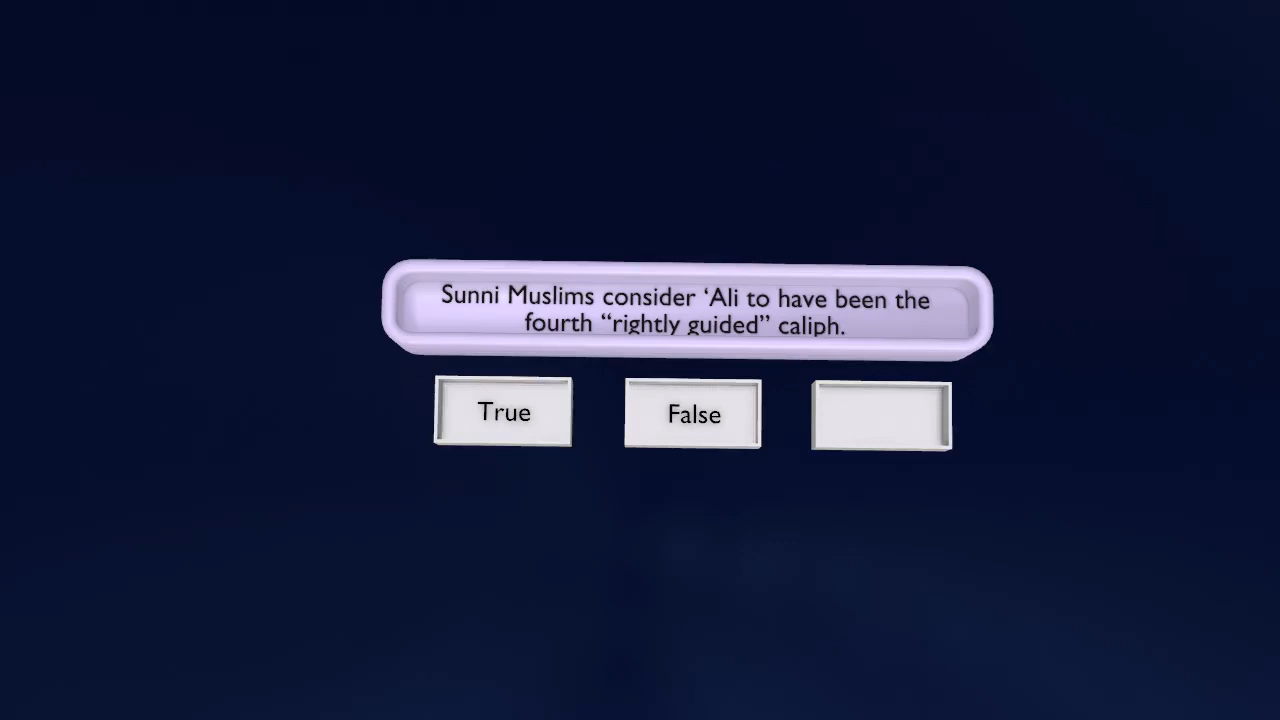 Sunni Muslims consider ‘Ali to have been the
fourth “rightly guided” caliph.
True
False